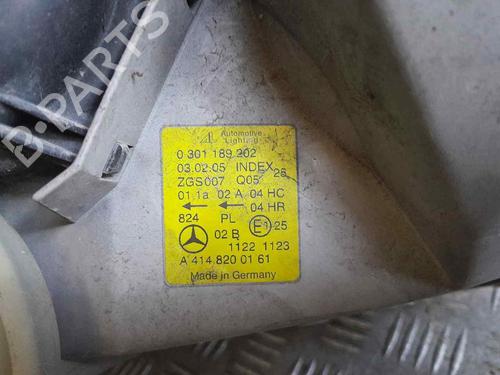 B-PARTS
Automotive Lighting
0 301 189 202
03.02.05 INDEX
ZGS007 Q05 26
01.1a 02 A 04 HC
04 HR
824 PL
02 B E1 25
1122 1123
A 414 820 01 61
Made in Germany